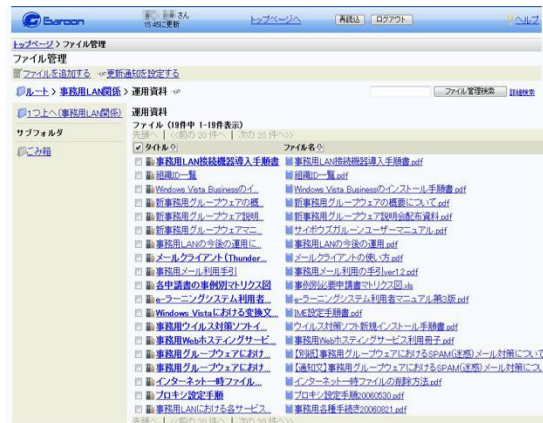 Garoon
さん
15:45に更新
トップページへ
再読込
ログアウト
ヘルプ
トップページ > ファイル管理
ファイル管理
ファイルを追加する 更新通知を設定する
ルート > 事務用LAN関係 > 運用資料
ファイル管理検索 詳細検索
1つ上へ(事務用LAN関係)
サブフォルダ
ごみ箱
運用資料
ファイル (19件中 1-19件表示)
先頭へ | <<前の 20 件へ | 次の 20 件へ>>
タイトル ファイル名
事務用LAN接続機器導入手順書 事務用LAN接続機器導入手順書.pdf
組織ID一覧 組織ID一覧.pdf
Windows Vista Businessのイ... Windows Vista Businessのインストール手順書.pdf
新事務用グループウェアの概... 新事務用グループウェアの概要について.pdf
新事務用グループウェア説明... 新事務用グループウェア説明会配布資料.pdf
新事務用グループウェアマニ... サイボウズガルーンユーザーマニュアル.pdf
事務用LANの今後の運用に... 事務用LANの今後の運用.pdf
メールクライアント(Thunder... メールクライアントの使い方.pdf
事務用メール利用手引 事務用メール利用の手引ver1.2.pdf
各申請書の事例別マトリクス図 事例別必要申請書マトリクス図.xls
e-ラーニングシステム利用者... e-ラーニングシステム利用者マニュアル第3版.pdf
Windows Vistaにおける変換文... IME設定手順書.pdf
事務用ウイルス対策ソフトイ... ウイルス対策ソフト新規インストール手順書.pdf
事務用Webホスティングサービ... 事務用Webホスティングサービス利用冊子.pdf
事務用グループウェアにおけ... 【別紙】事務用グループウェアにおけるSPAM(迷惑)メール対策について
事務用グループウェアにおけ... 【通知文】事務用グループウェアにおけるSPAM(迷惑)メール対策につ
インターネット一時ファイル... インターネット一時ファイルの削除方法.pdf
プロキシ設定手順 プロキシ設定手順20060530.pdf
事務用LANにおける各サービス... 事務用各種手続き20060821.pdf
先頭へ | <<前の 20 件へ | 次の 20 件へ>>